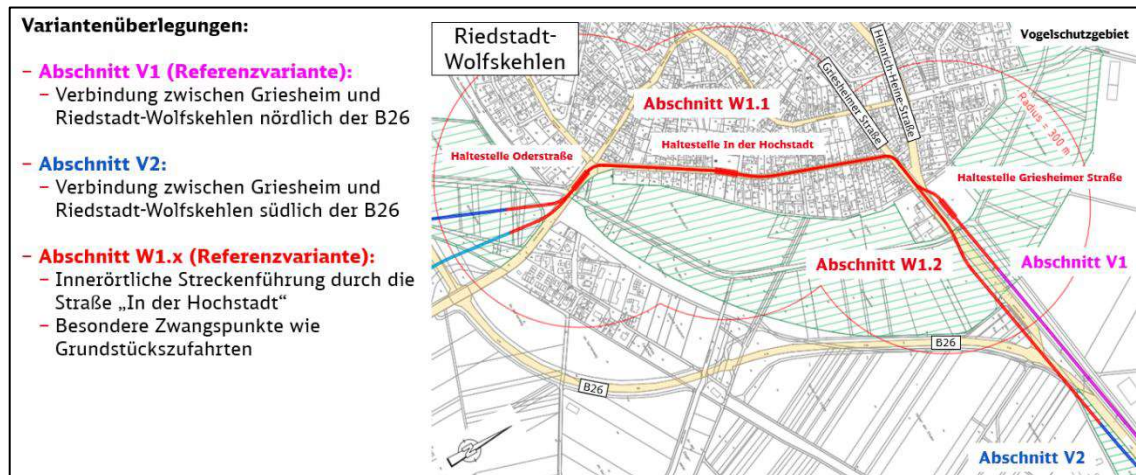 Variantenüberlegungen:
– Abschnitt V1 (Referenzvariante):
– Verbindung zwischen Griesheim und
Riedstadt-Wolfskehlen nördlich der B26
– Abschnitt V2:
– Verbindung zwischen Griesheim und
Riedstadt-Wolfskehlen südlich der B26
– Abschnitt W1.x (Referenzvariante):
– Innerörtliche Streckenführung durch die
Straße „In der Hochstadt“
– Besondere Zwangspunkte wie
Grundstückszufahrten
Riedstadt-
Wolfskehlen
Vogelschutzgebiet
Heinrich-Heine-Straße
Griesheimer Straße
Radius = 300 m
Abschnitt W1.1
Haltestelle In der Hochstadt
Haltestelle Oderstraße
Haltestelle Griesheimer Straße
Abschnitt W1.2
Abschnitt V1
B26
B26
Abschnitt V2